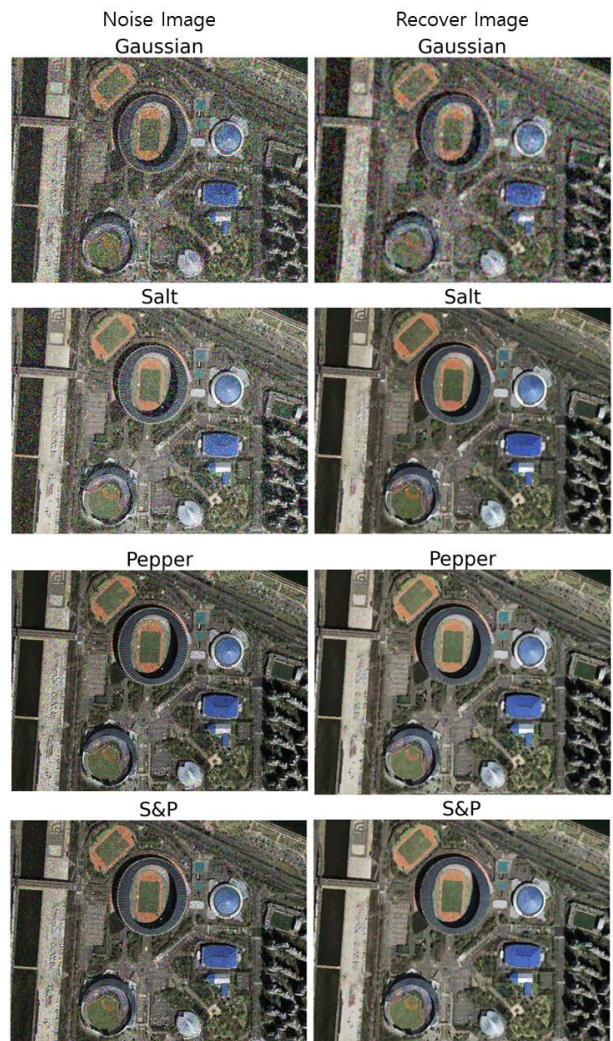 Noise Image
Recover Image
Gaussian
Gaussian
Salt
Salt
Pepper
Pepper
S&P
S&P